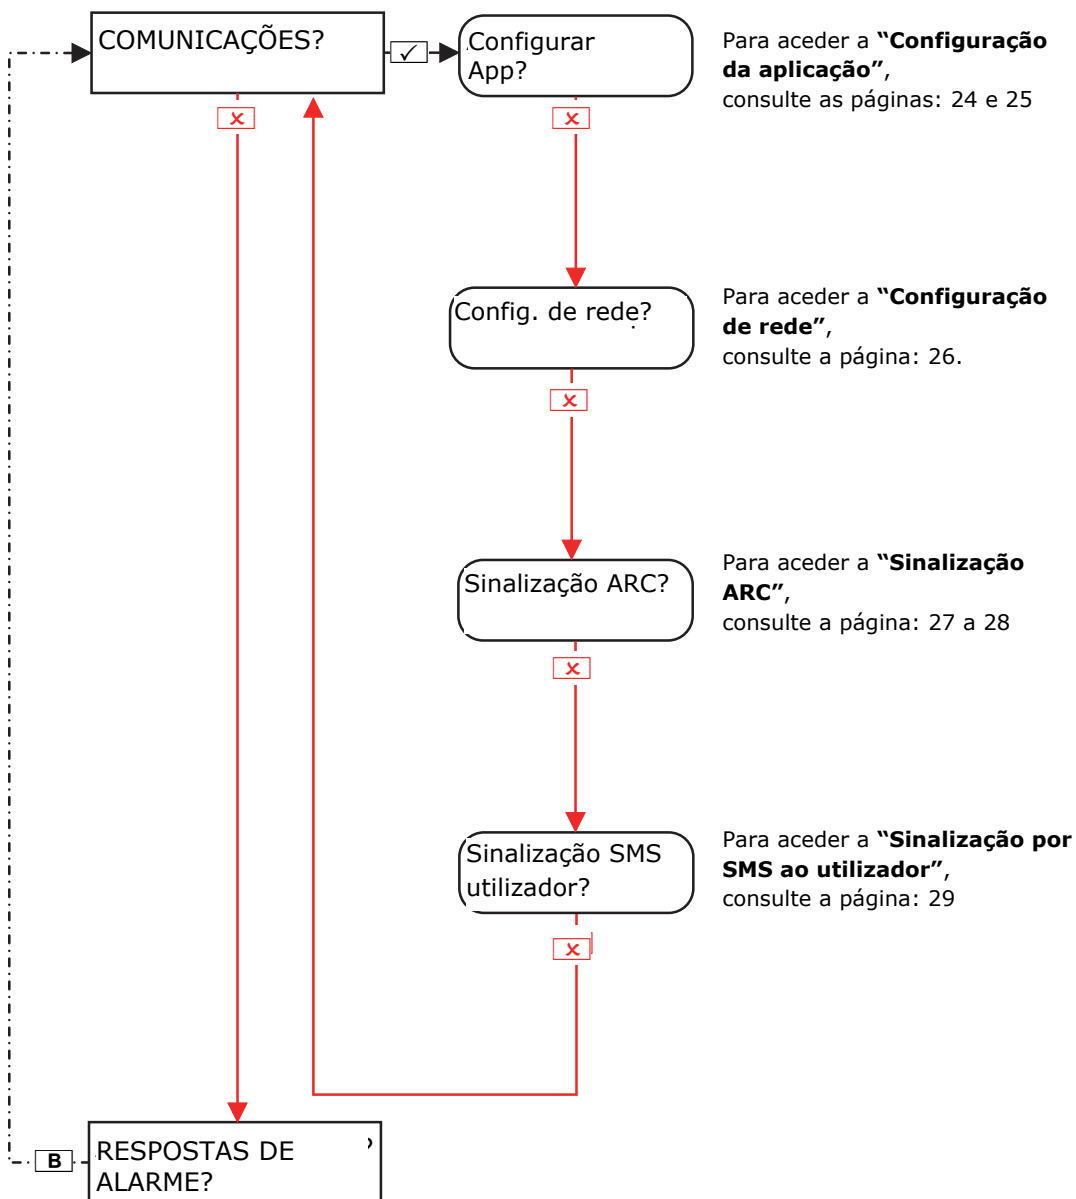 COMUNICAÇÕES?
✓
Configurar
App?
Para aceder a “Configuração
da aplicação”,
consulte as páginas: 24 e 25
x
x
Config. de rede?
Para aceder a “Configuração
de rede”,
consulte a página: 26.
x
Sinalização ARC?
Para aceder a “Sinalização
ARC”,
consulte a página: 27 a 28
x
Sinalização SMS
utilizador?
Para aceder a “Sinalização por
SMS ao utilizador”,
consulte a página: 29
x
B
RESPOSTAS DE ?
ALARME?